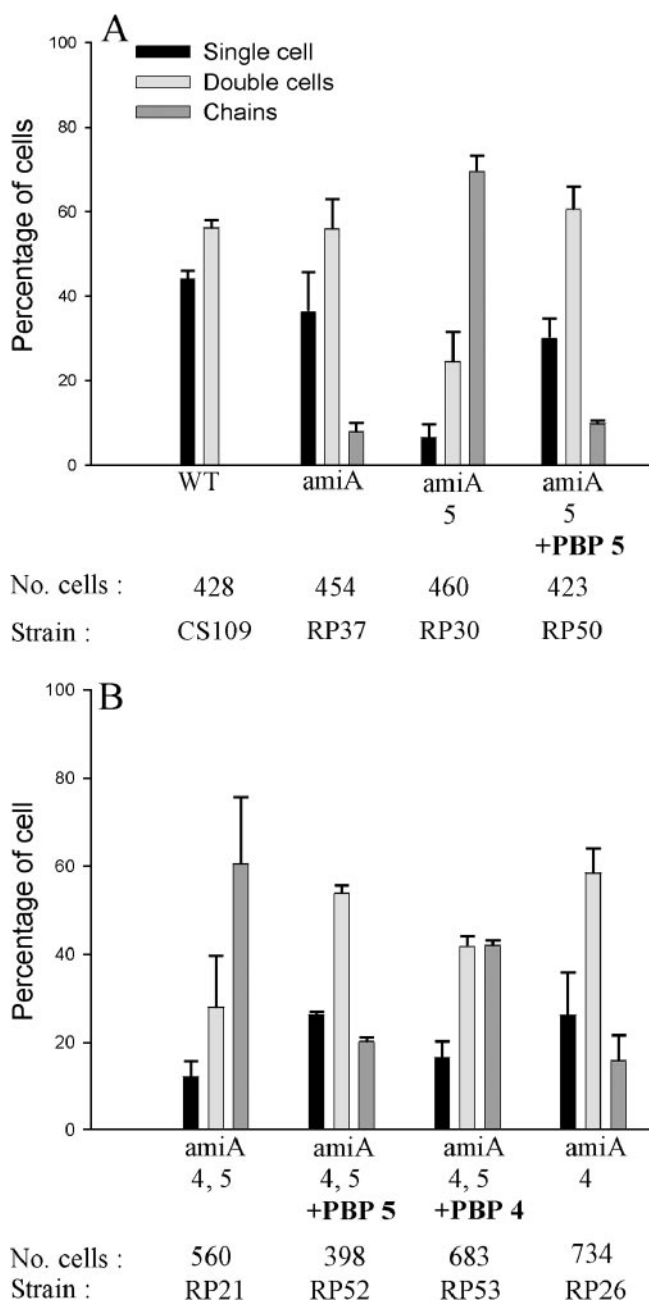 A
Single cell
Double cells
Chains
Percentage of cells
100
80
60
40
20
0
WT amiA amiA amiA
5 5
+PBP 5
No. cells : 428 454 460 423
Strain : CS109 RP37 RP30 RP50
B
Percentage of cell
100
80
60
40
20
0
amiA amiA amiA amiA
4, 5 4, 5 4, 5 4
+PBP 5 +PBP 4
No. cells : 560 398 683 734
Strain : RP21 RP52 RP53 RP26